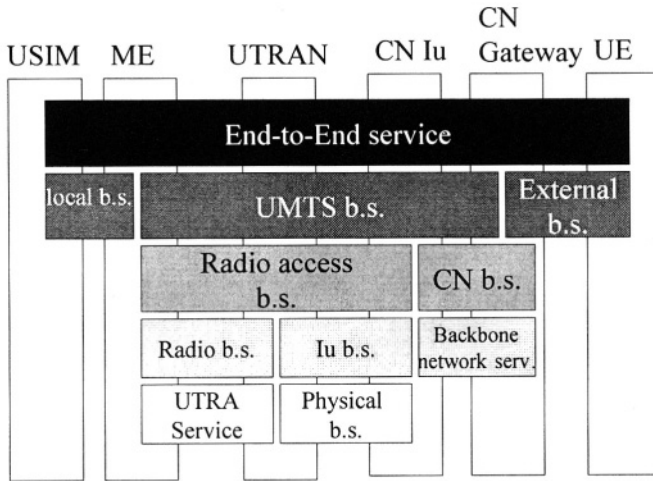 USIM ME UTRAN CN Iu CN Gateway UE
End-to-End service
local b.s. UMTS b.s. External b.s.
Radio access b.s. CN b.s.
Radio b.s. Iu b.s. Backbone network serv.
UTRA Service Physical b.s.